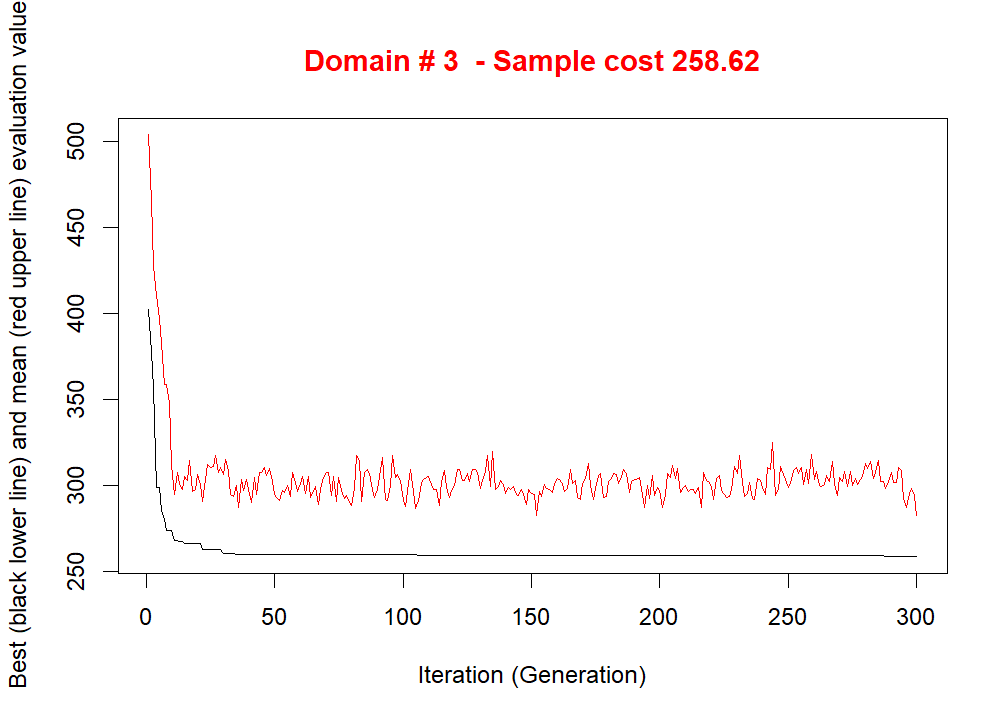 Domain # 3  - Sample cost 258.62
Best (black lower line) and mean (red upper line) evaluation value
500
450
400
350
300
250
0 50 100 150 200 250 300
Iteration (Generation)